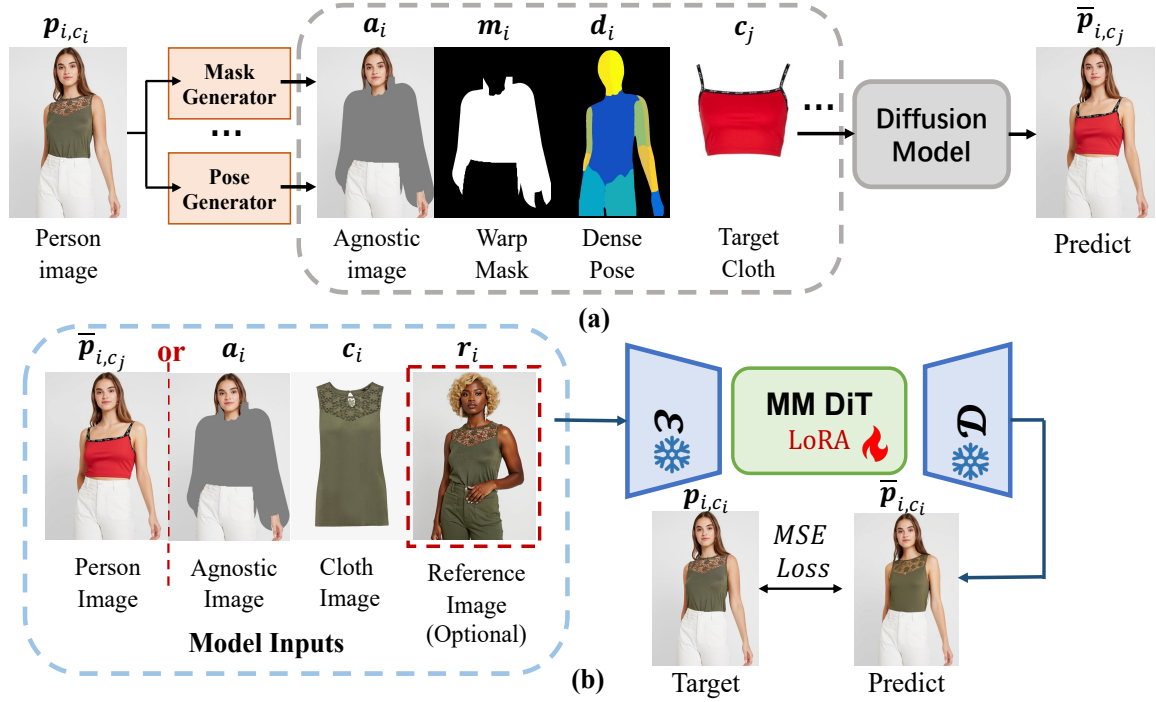 p_{i,c_i}
a_i
m_i
d_i
c_j
p̅_{i,c_j}
Mask
Generator
...
Pose
Generator
...
Diffusion
Model
Person
image
Agnostic
image
Warp
Mask
Dense
Pose
Target
Cloth
Predict
(a)
p̅_{i,c_j}
or
a_i
c_i
r_i
Person
Image
Agnostic
Image
Cloth
Image
Reference
Image
(Optional)
Model Inputs
ℰ
MM DiT
LoRA
𝒟
p_{i,c_i}
p̅_{i,c_i}
MSE
Loss
Target
Predict
(b)